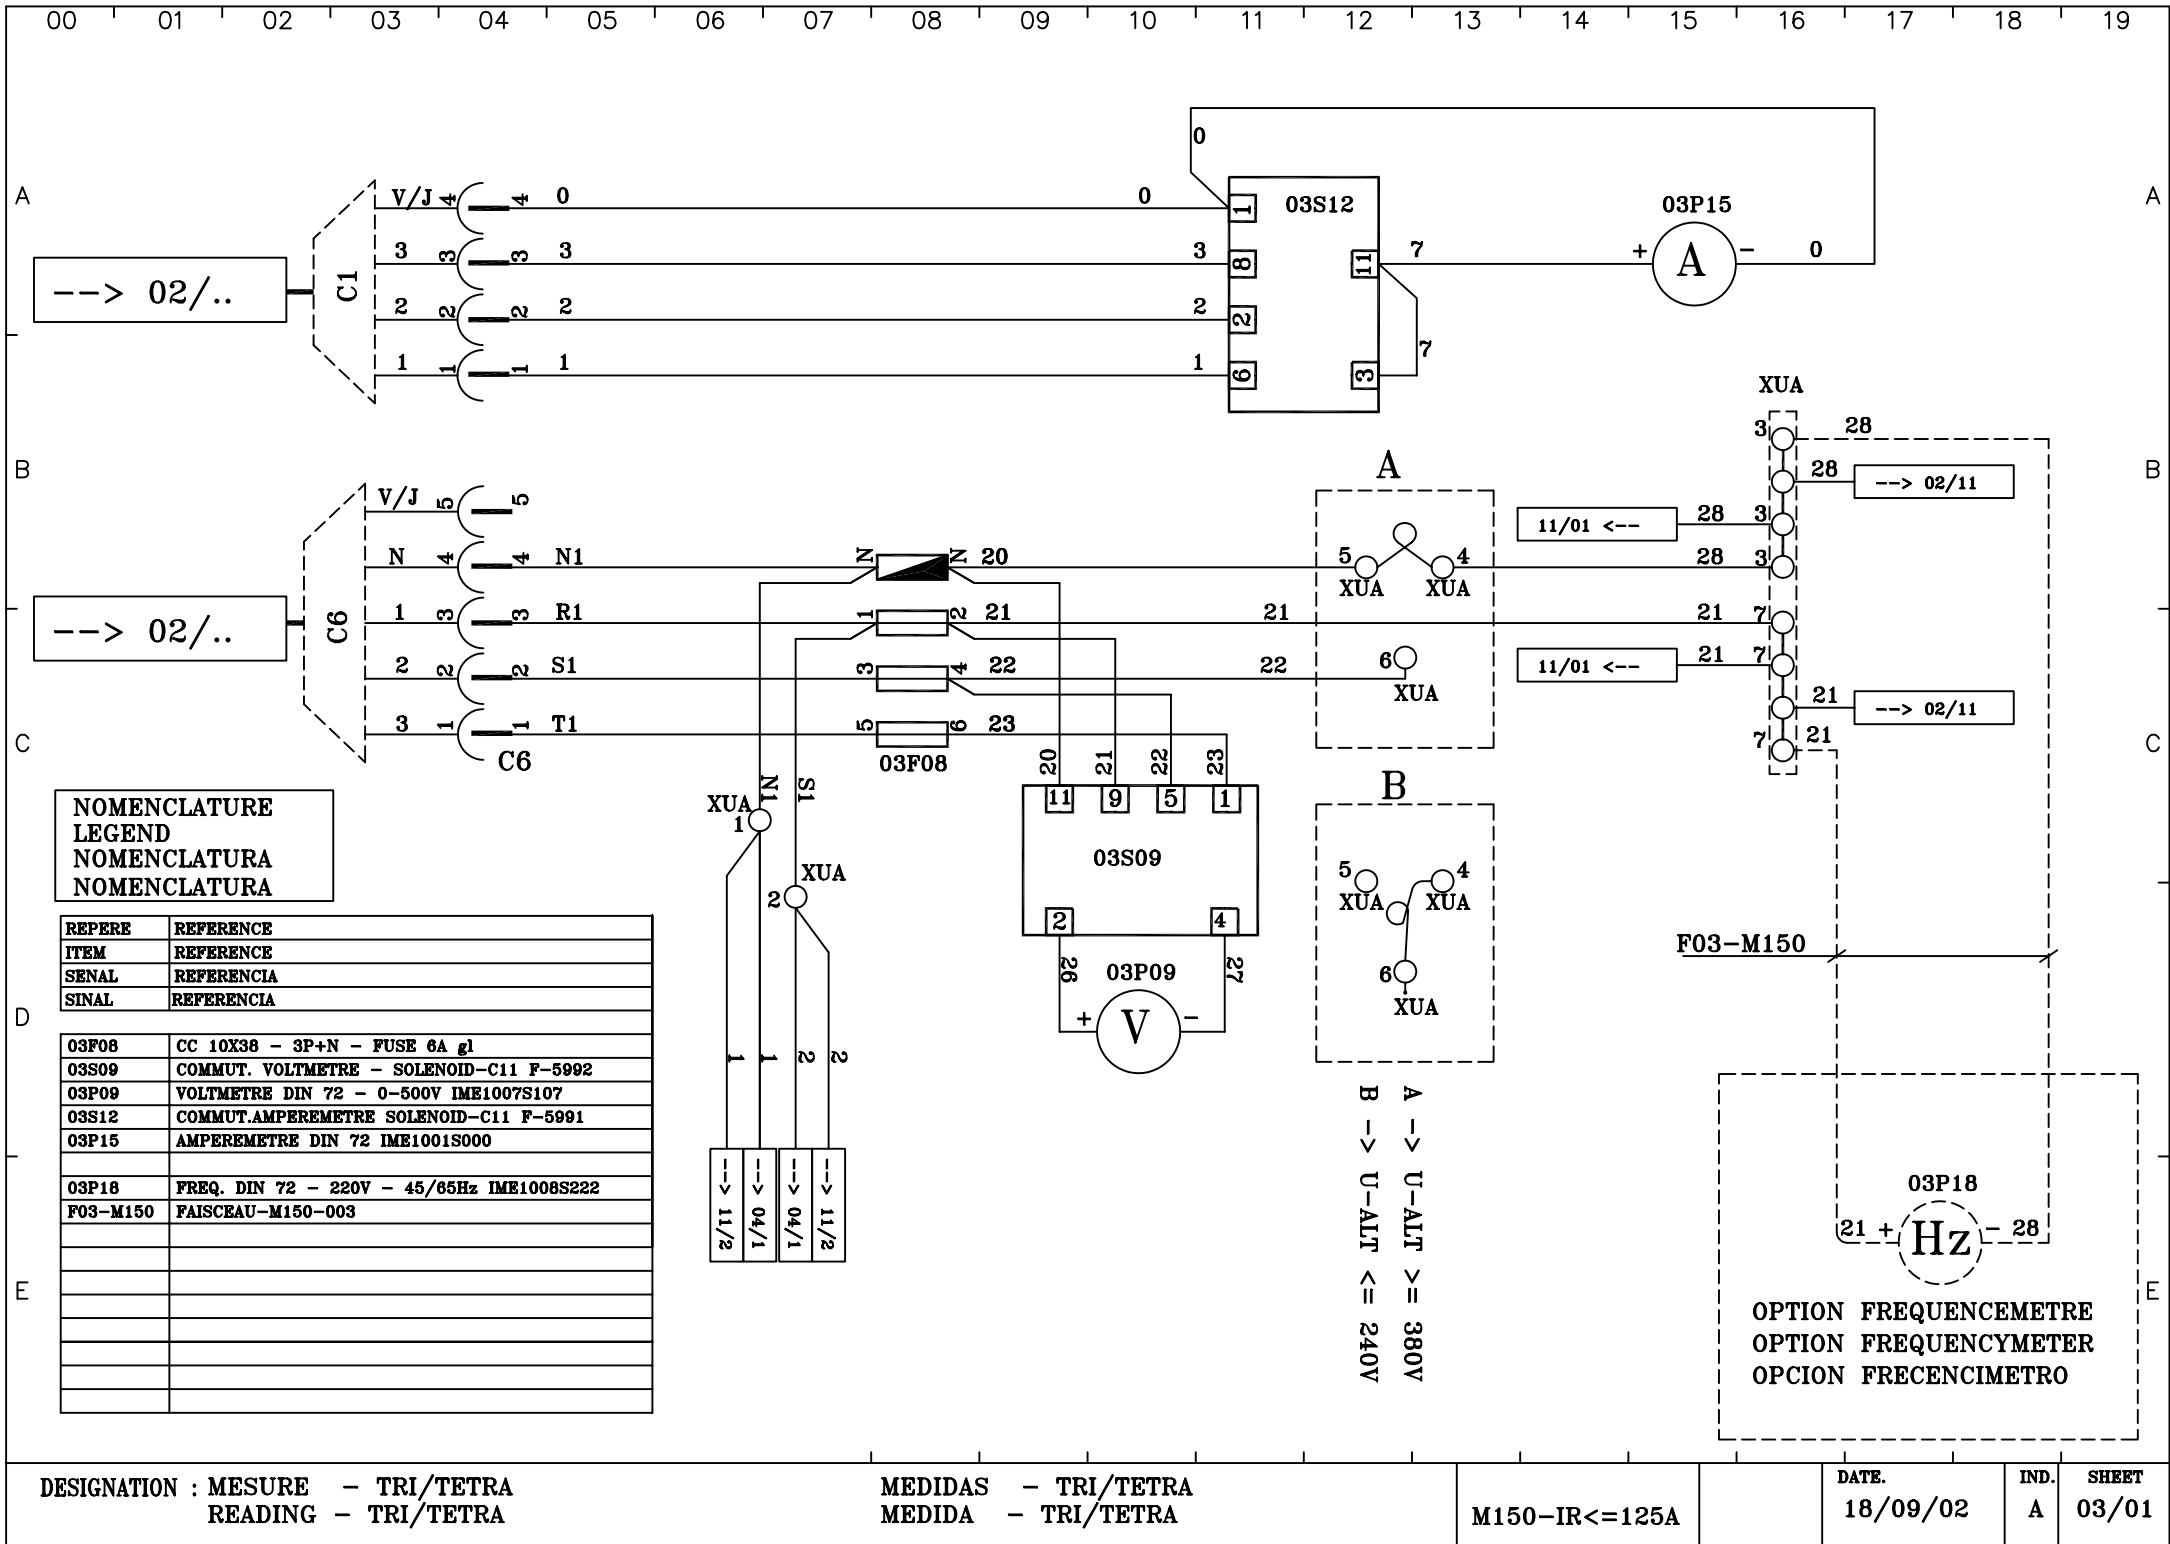 00 01 02 03 04 05 06 07 08 09 10 11 12 13 14 15 16 17 18 19
0
A V/J 4 4 0 0 1 03S12 03P15 A
3 3 3 3 3 8 11 7 + A - 0
--> 02/.. C1
2 2 2 2 2 2
7
1 1 1 1 1 6 3
XUA
3 28
A
B V/J 5 5 28 --> 02/11 B
11/01 <-- 28 3
N 4 4 N1 N N 20 5 4 28 3
XUA XUA
--> 02/.. C6
1 3 3 R1 1 2 21 21 21 7
2 2 2 S1 3 4 22 22 6 11/01 <-- 21 7
XUA
--> 02/11
3 1 1 T1 5 6 23 7 21
C C6 03F08 C
20 21 22 23
N1 S1
B
NOMENCLATURE
LEGEND
NOMENCLATURA
NOMENCLATURA
XUA
1
11 9 5 1
03S09
XUA
2
2 4
5 4
XUA XUA
6
XUA
REPERE REFERENCE
ITEM REFERENCE
SENAL REFERENCIA
SINAL REFERENCIA
F03-M150
26 03P09 27
+ V -
D D
03F08 CC 10X38 - 3P+N - FUSE 6A gl
03S09 COMMUT. VOLTMETRE - SOLENOID-C11 F-5992
03P09 VOLTMETRE DIN 72 - 0-500V IME1007S107
03S12 COMMUT.AMPEREMETRE SOLENOID-C11 F-5991
03P15 AMPEREMETRE DIN 72 IME1001S000
03P18 FREQ. DIN 72 - 220V - 45/65Hz IME1008S222
F03-M150 FAISCEAU-M150-003
1 1 2 2
--> 11/2
--> 04/1
--> 04/1
--> 11/2
A -> U-ALT >= 380V
B -> U-ALT <= 240V
03P18
21 + Hz - 28
E E
OPTION FREQUENCEMETRE
OPTION FREQUENCYMETER
OPCION FRECENCIMETRO
DESIGNATION : MESURE - TRI/TETRA
READING - TRI/TETRA
MEDIDAS - TRI/TETRA
MEDIDA - TRI/TETRA
M150-IR<=125A
DATE.
18/09/02
IND.
A
SHEET
03/01